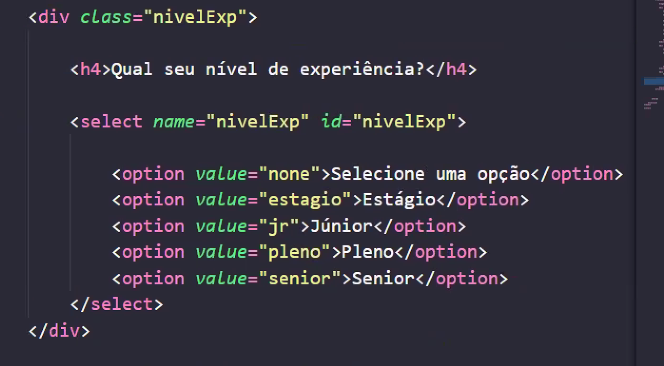 <div class="nivelExp">
<h4>Qual seu nível de experiência?</h4>
<select name="nivelExp" id="nivelExp">
<option value="none">Selecione uma opção</option>
<option value="estagio">Estágio</option>
<option value="jr">Júnior</option>
<option value="pleno">Pleno</option>
<option value="senior">Senior</option>
</select>
</div>